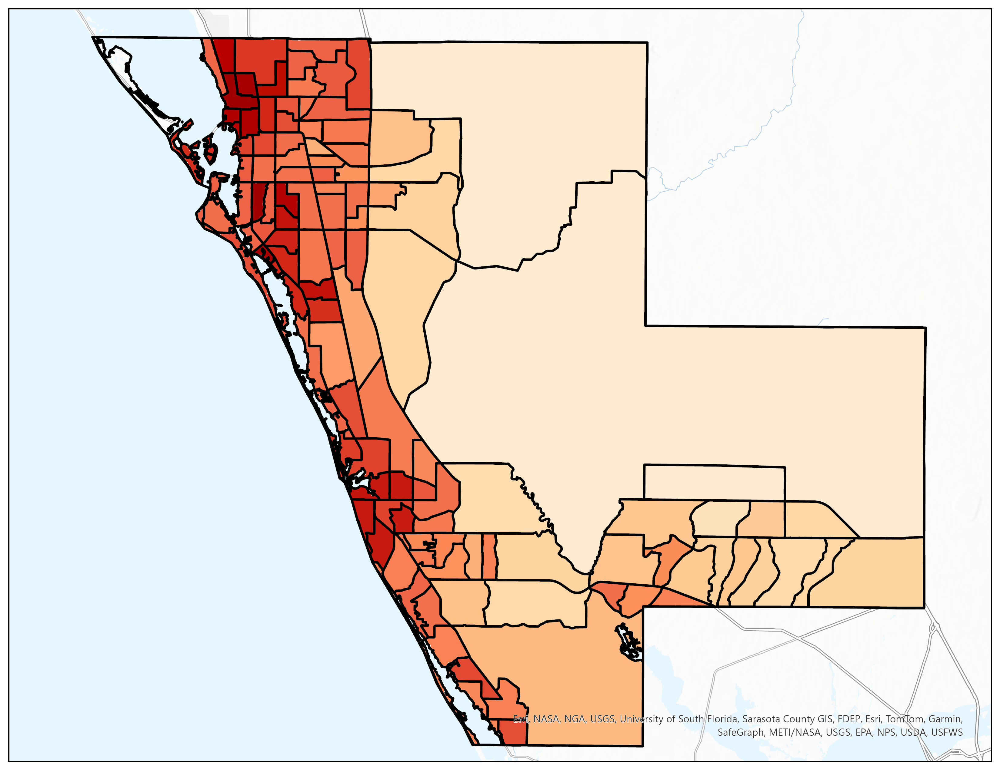 Esri, NASA, NGA, USGS, University of South Florida, Sarasota County GIS, FDEP, Esri, TomTom, Garmin,
SafeGraph, METI/NASA, USGS, EPA, NPS, USDA, USFWS